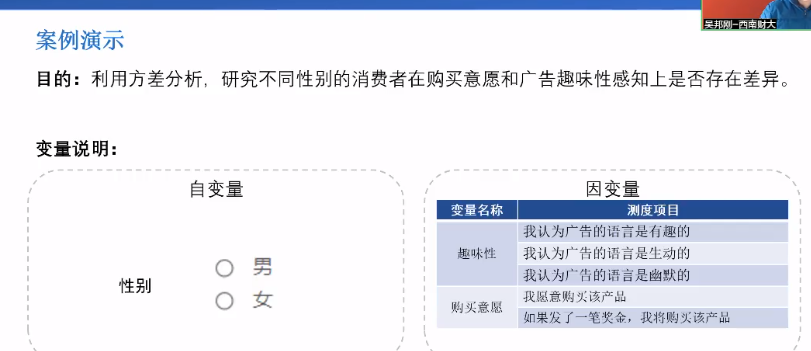 吴邦刚-西南财大
案例演示
目的：利用方差分析，研究不同性别的消费者在购买意愿和广告趣味性感知上是否存在差异。
变量说明：
自变量
性别
男
女
因变量
变量名称 测度项目
趣味性
我认为广告的语言是有趣的
我认为广告的语言是生动的
我认为广告的语言是幽默的
购买意愿
我愿意购买该产品
如果发了一笔奖金，我将购买该产品